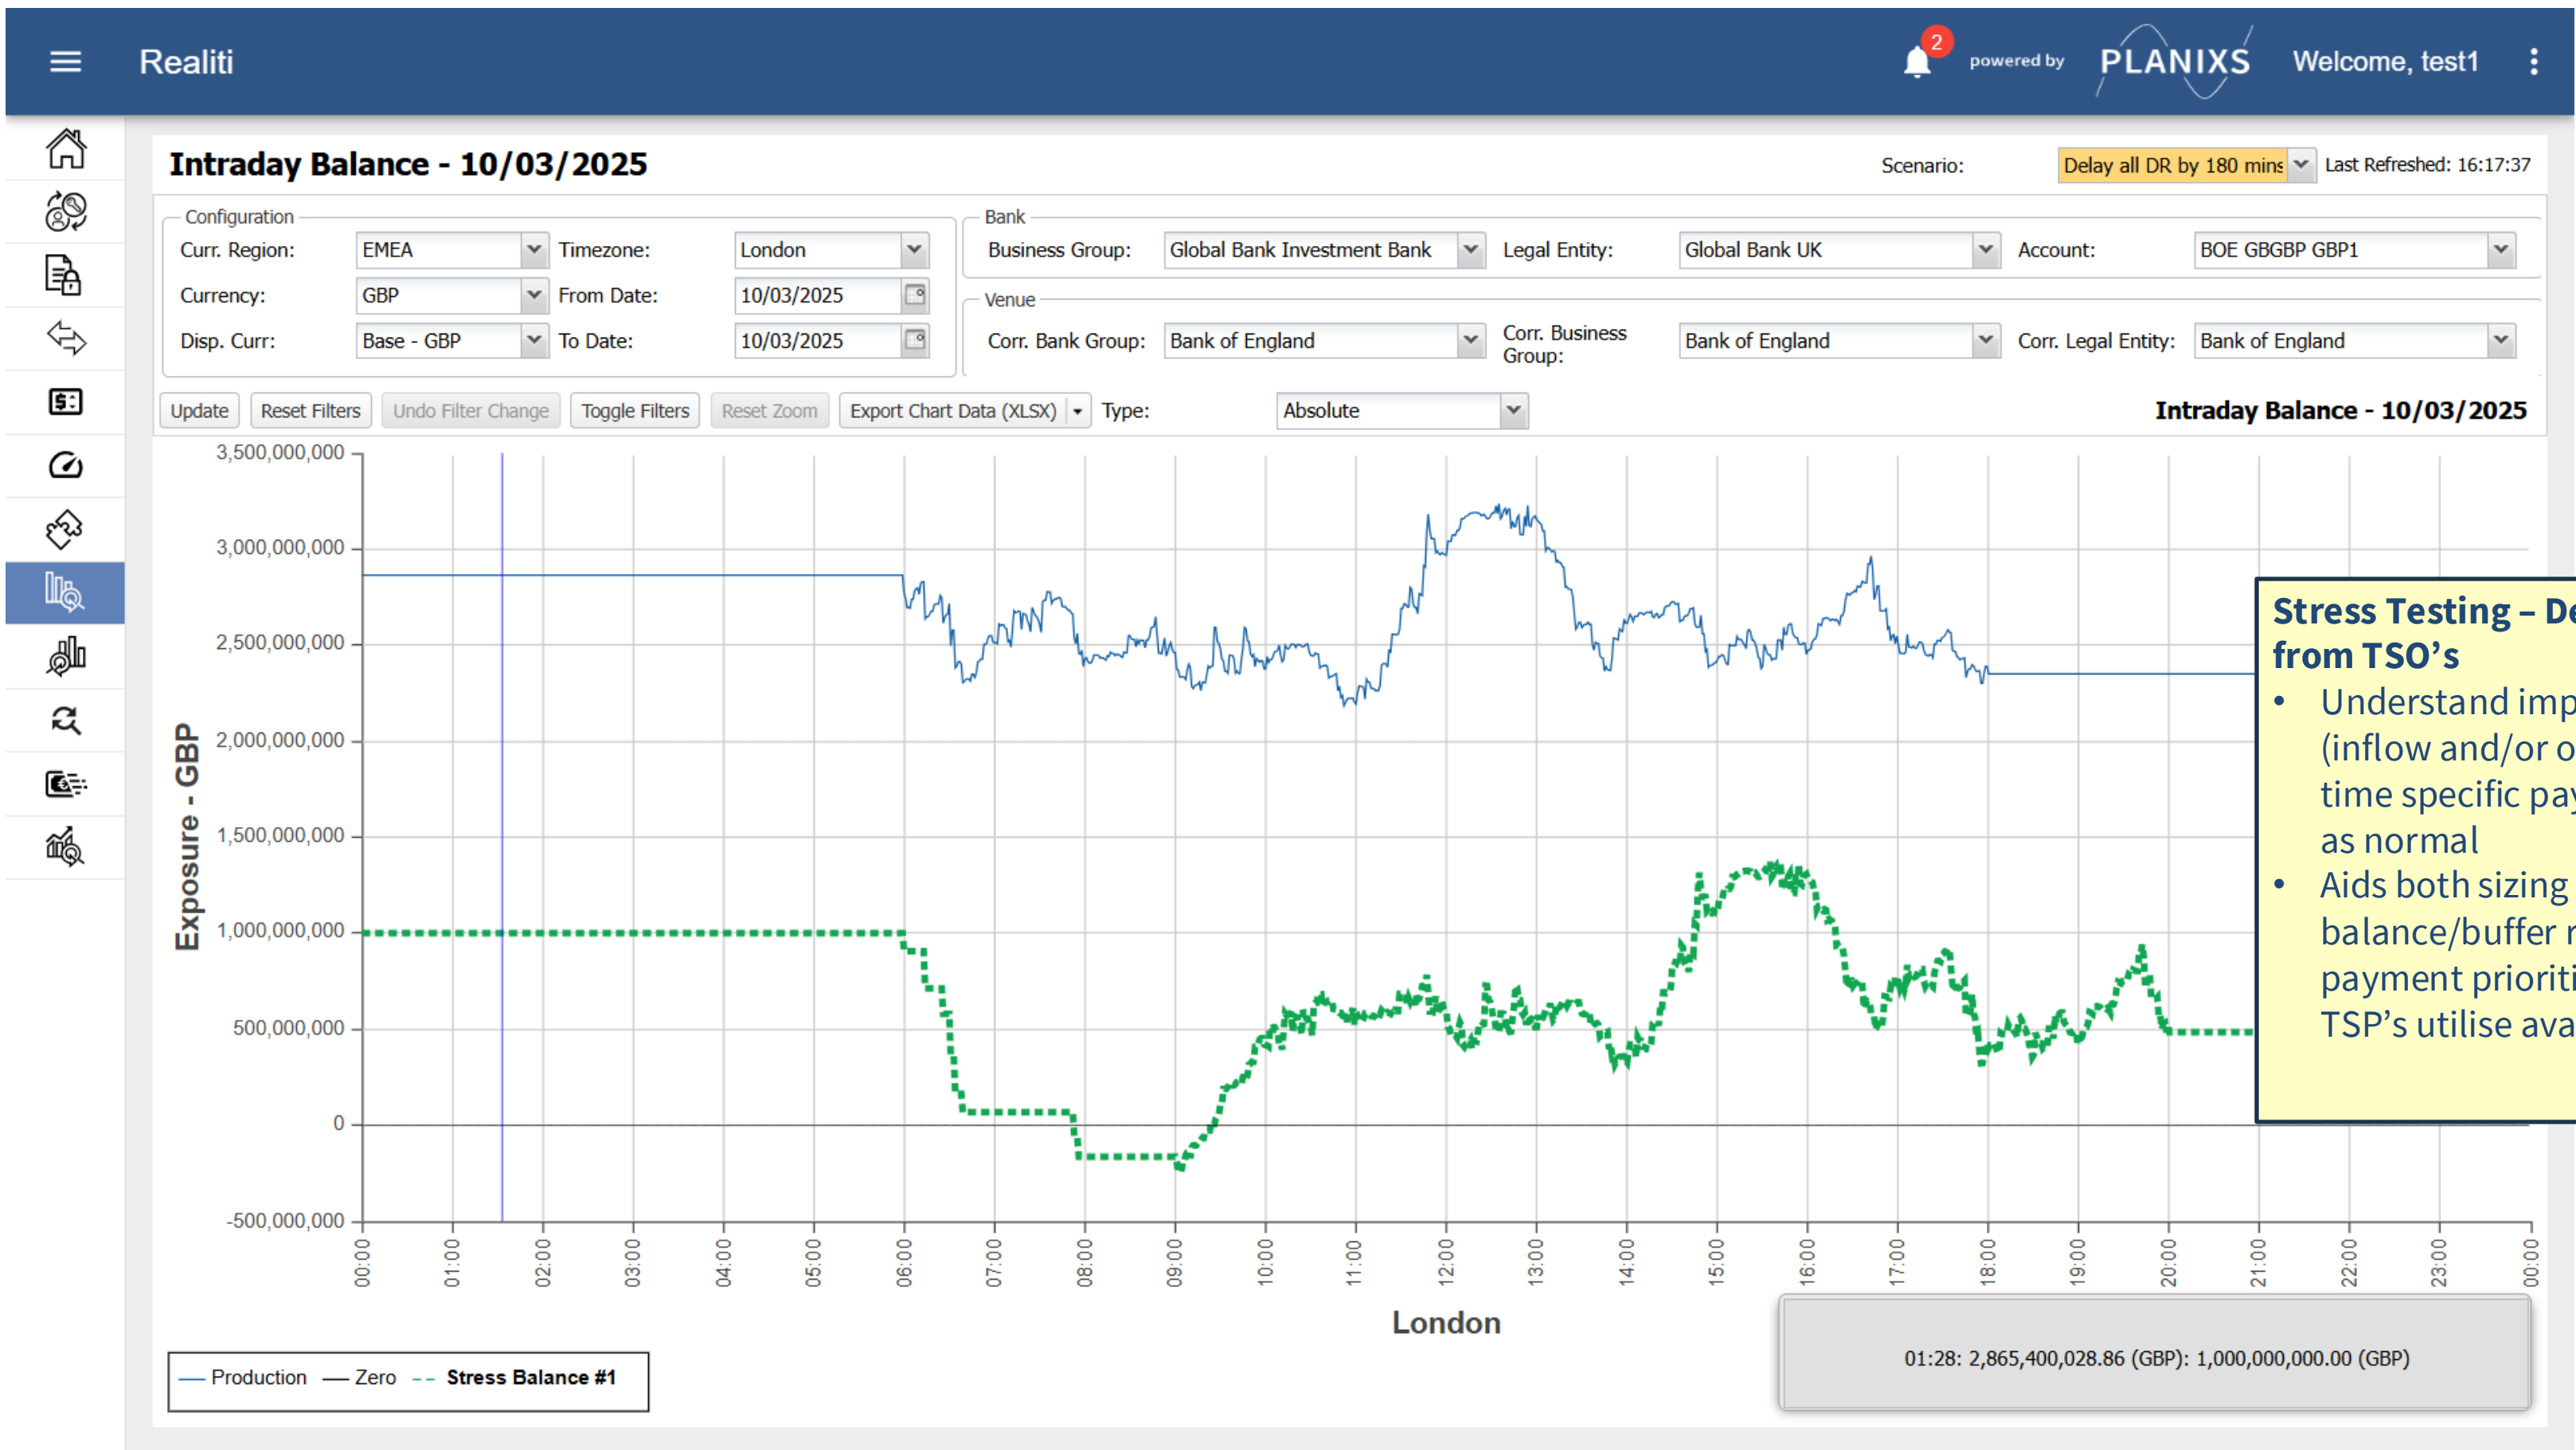 Realiti
2
powered by
PLANIXS
Welcome, test1
Intraday Balance - 10/03/2025
Scenario:
Delay all DR by 180 mins
Last Refreshed: 16:17:37
Configuration
Bank
Curr. Region:
EMEA
Timezone:
London
Business Group:
Global Bank Investment Bank
Legal Entity:
Global Bank UK
Account:
BOE GBGBP GBP1
Currency:
GBP
From Date:
10/03/2025
Venue
Disp. Curr:
Base - GBP
To Date:
10/03/2025
Corr. Bank Group:
Bank of England
Corr. Business
Group:
Bank of England
Corr. Legal Entity:
Bank of England
Update
Reset Filters
Undo Filter Change
Toggle Filters
Reset Zoom
Export Chart Data (XLSX)
Type:
Absolute
Intraday Balance - 10/03/2025
3,500,000,000
3,000,000,000
2,500,000,000
2,000,000,000
1,500,000,000
1,000,000,000
500,000,000
0
-500,000,000
Exposure - GBP
Stress Testing –
from TSO's
• Understand
(inflow and/or
time specific
as normal
• Aids both sizing
balance/buffer
payment
TSP's utilise
00:00
01:00
02:00
03:00
04:00
05:00
06:00
07:00
08:00
09:00
10:00
11:00
12:00
13:00
14:00
15:00
16:00
17:00
18:00
19:00
20:00
21:00
22:00
23:00
00:00
London
01:28: 2,865,400,028.86 (GBP): 1,000,000,000.00 (GBP)
Production
Zero
Stress Balance #1